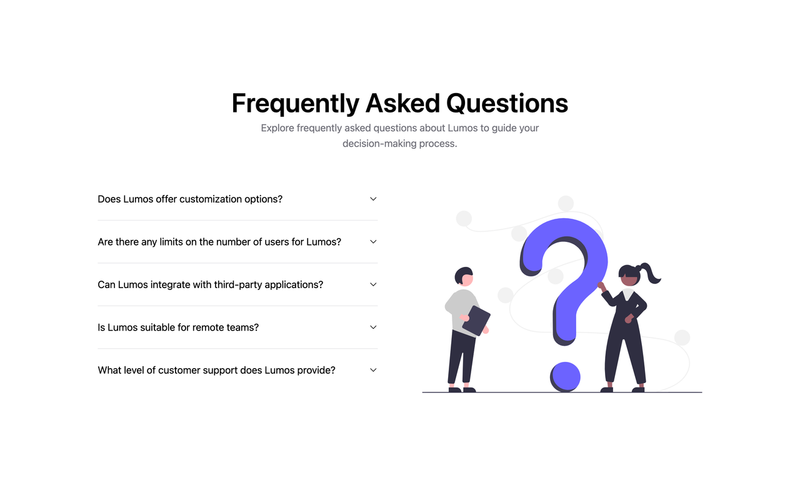 Frequently Asked Questions
Explore frequently asked questions about Lumos to guide your
decision-making process.
Does Lumos offer customization options?
Are there any limits on the number of users for Lumos?
Can Lumos integrate with third-party applications?
Is Lumos suitable for remote teams?
What level of customer support does Lumos provide?